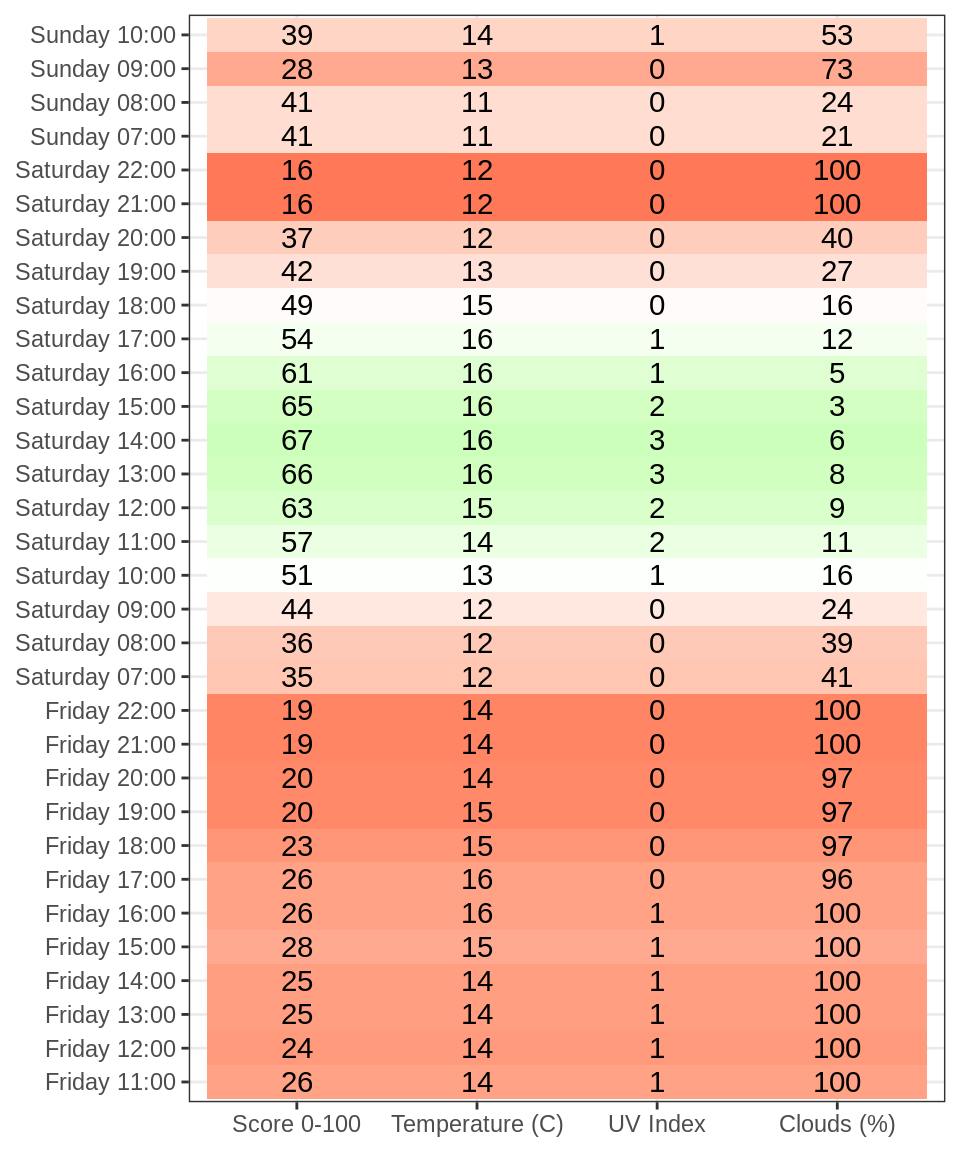 Sunday 10:00 39 14 1 53
Sunday 09:00 28 13 0 73
Sunday 08:00 41 11 0 24
Sunday 07:00 41 11 0 21
Saturday 22:00 16 12 0 100
Saturday 21:00 16 12 0 100
Saturday 20:00 37 12 0 40
Saturday 19:00 42 13 0 27
Saturday 18:00 49 15 0 16
Saturday 17:00 54 16 1 12
Saturday 16:00 61 16 1 5
Saturday 15:00 65 16 2 3
Saturday 14:00 67 16 3 6
Saturday 13:00 66 16 3 8
Saturday 12:00 63 15 2 9
Saturday 11:00 57 14 2 11
Saturday 10:00 51 13 1 16
Saturday 09:00 44 12 0 24
Saturday 08:00 36 12 0 39
Saturday 07:00 35 12 0 41
Friday 22:00 19 14 0 100
Friday 21:00 19 14 0 100
Friday 20:00 20 14 0 97
Friday 19:00 20 15 0 97
Friday 18:00 23 15 0 97
Friday 17:00 26 16 0 96
Friday 16:00 26 16 1 100
Friday 15:00 28 15 1 100
Friday 14:00 25 14 1 100
Friday 13:00 25 14 1 100
Friday 12:00 24 14 1 100
Friday 11:00 26 14 1 100
Score 0-100 Temperature (C) UV Index Clouds (%)